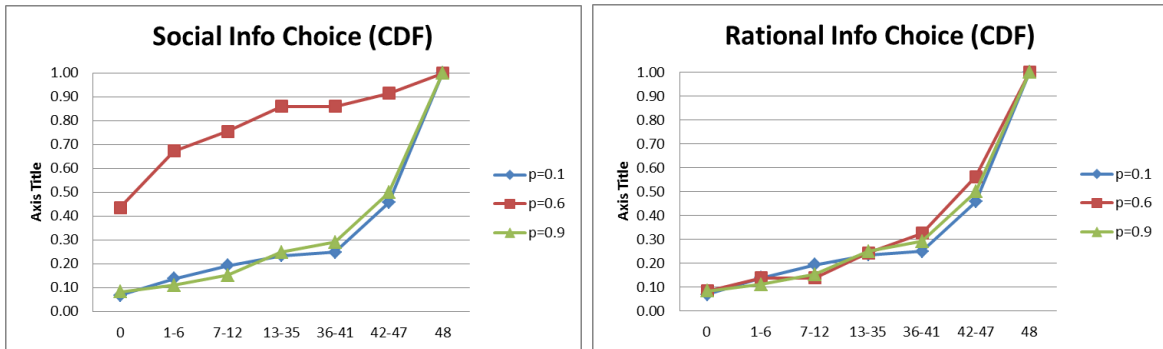 Social Info Choice (CDF)
Axis Title
1.00
0.90
0.80
0.70
0.60
0.50
0.40
0.30
0.20
0.10
0.00
0 1-6 7-12 13-35 36-41 42-47 48
p=0.1
p=0.6
p=0.9
Rational Info Choice (CDF)
Axis Title
1.00
0.90
0.80
0.70
0.60
0.50
0.40
0.30
0.20
0.10
0.00
0 1-6 7-12 13-35 36-41 42-47 48
p=0.1
p=0.6
p=0.9